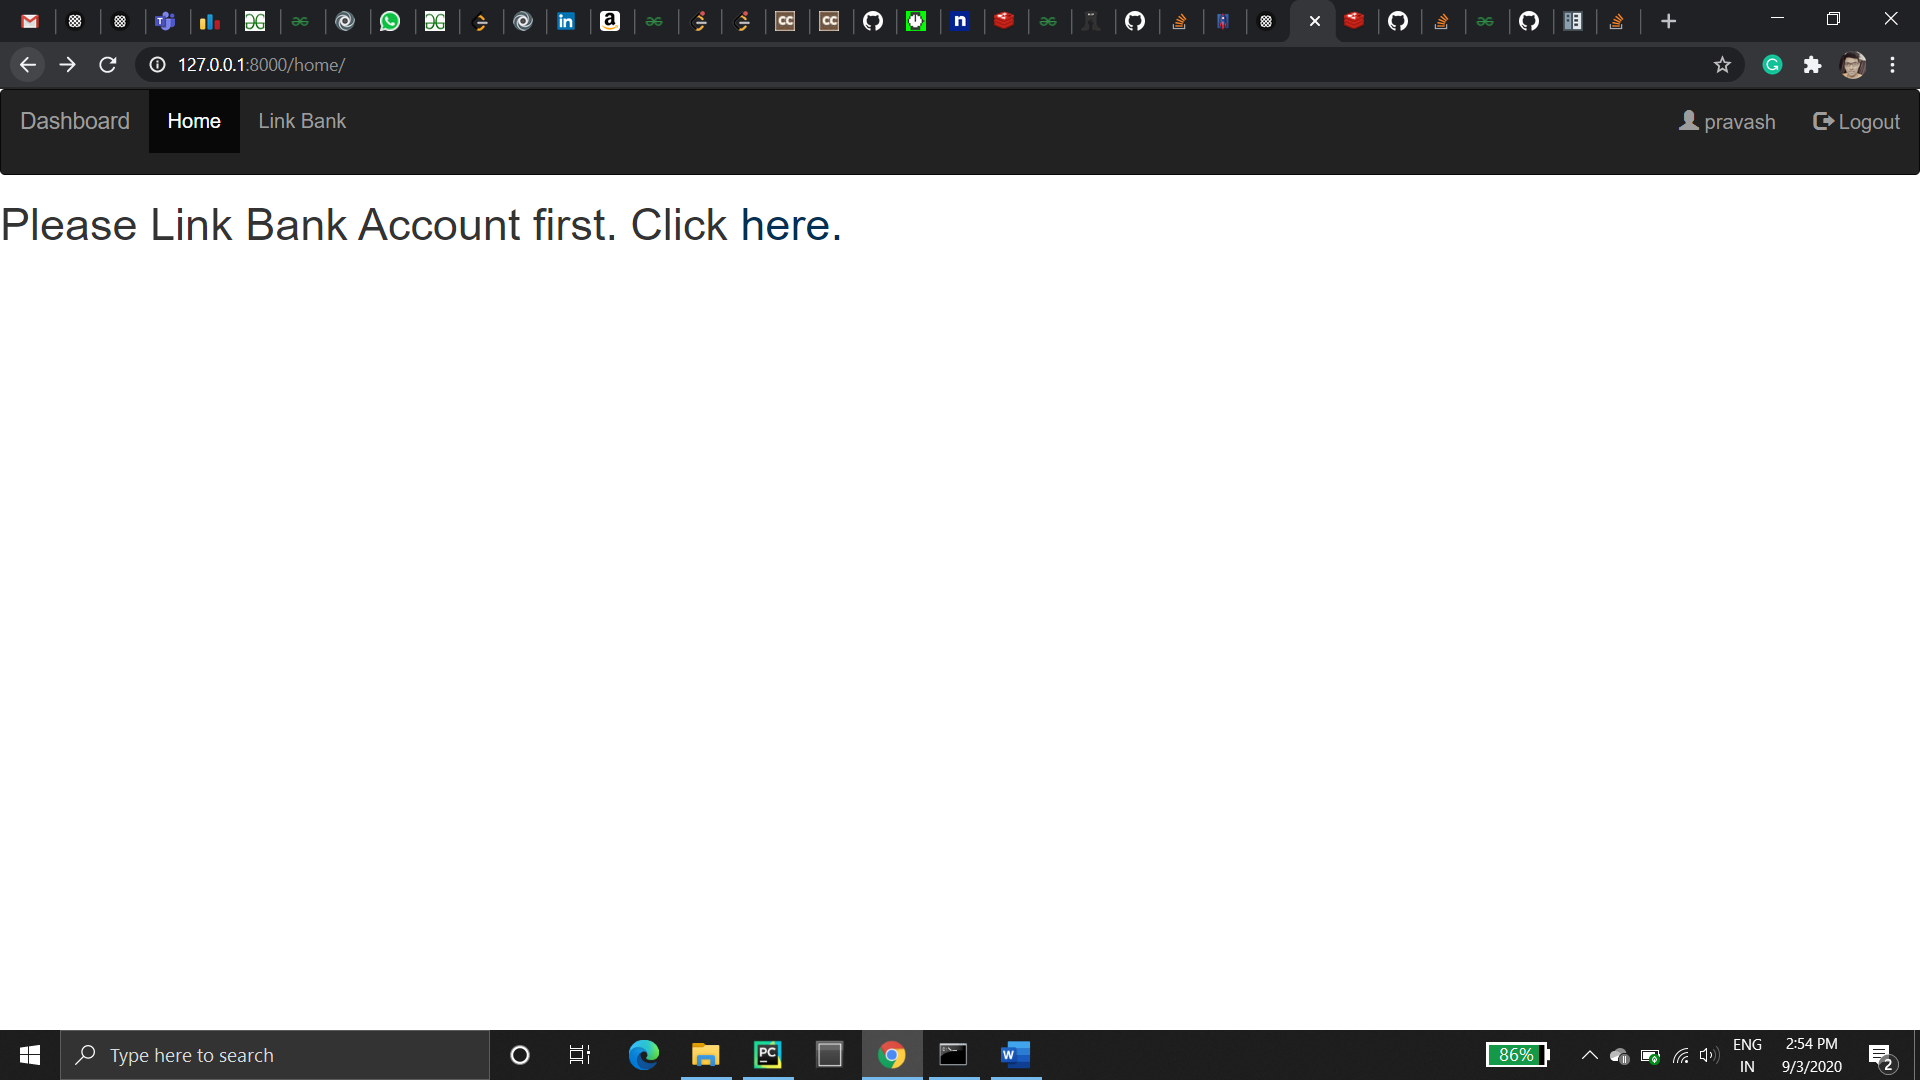 127.0.0.1:8000/home/
Dashboard Home Link Bank pravash Logout
Please Link Bank Account first. Click here.
Type here to search
86%
ENG
IN
2:54 PM
9/3/2020
2